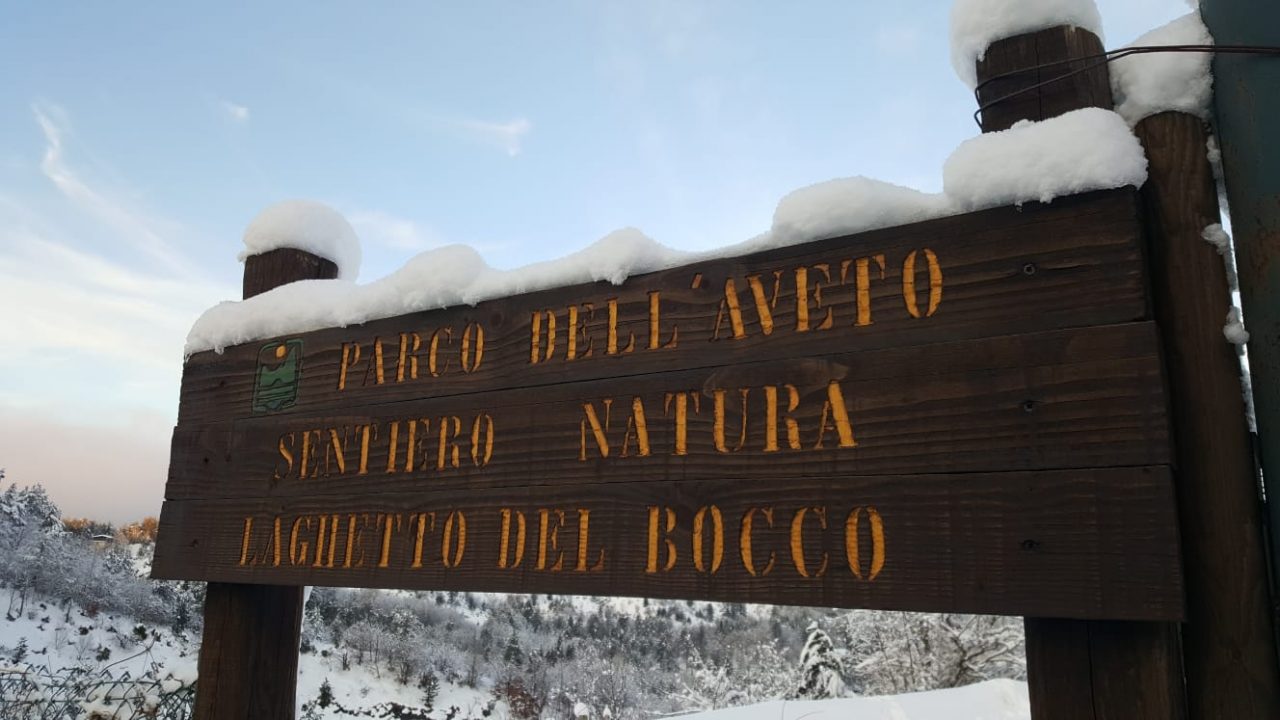 PARCO DELL'AVETO
SENTIERO NATURA
LAGHETTO DEL BOCCO